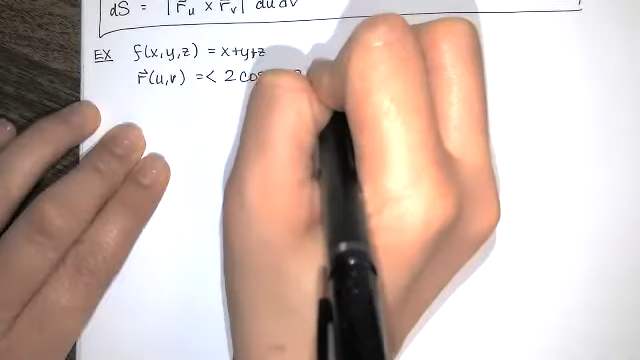 dS = | r⃗u x r⃗v | du dv
EX f(x,y,z) = x+y+z
r⃗(u,v) = < 2cos